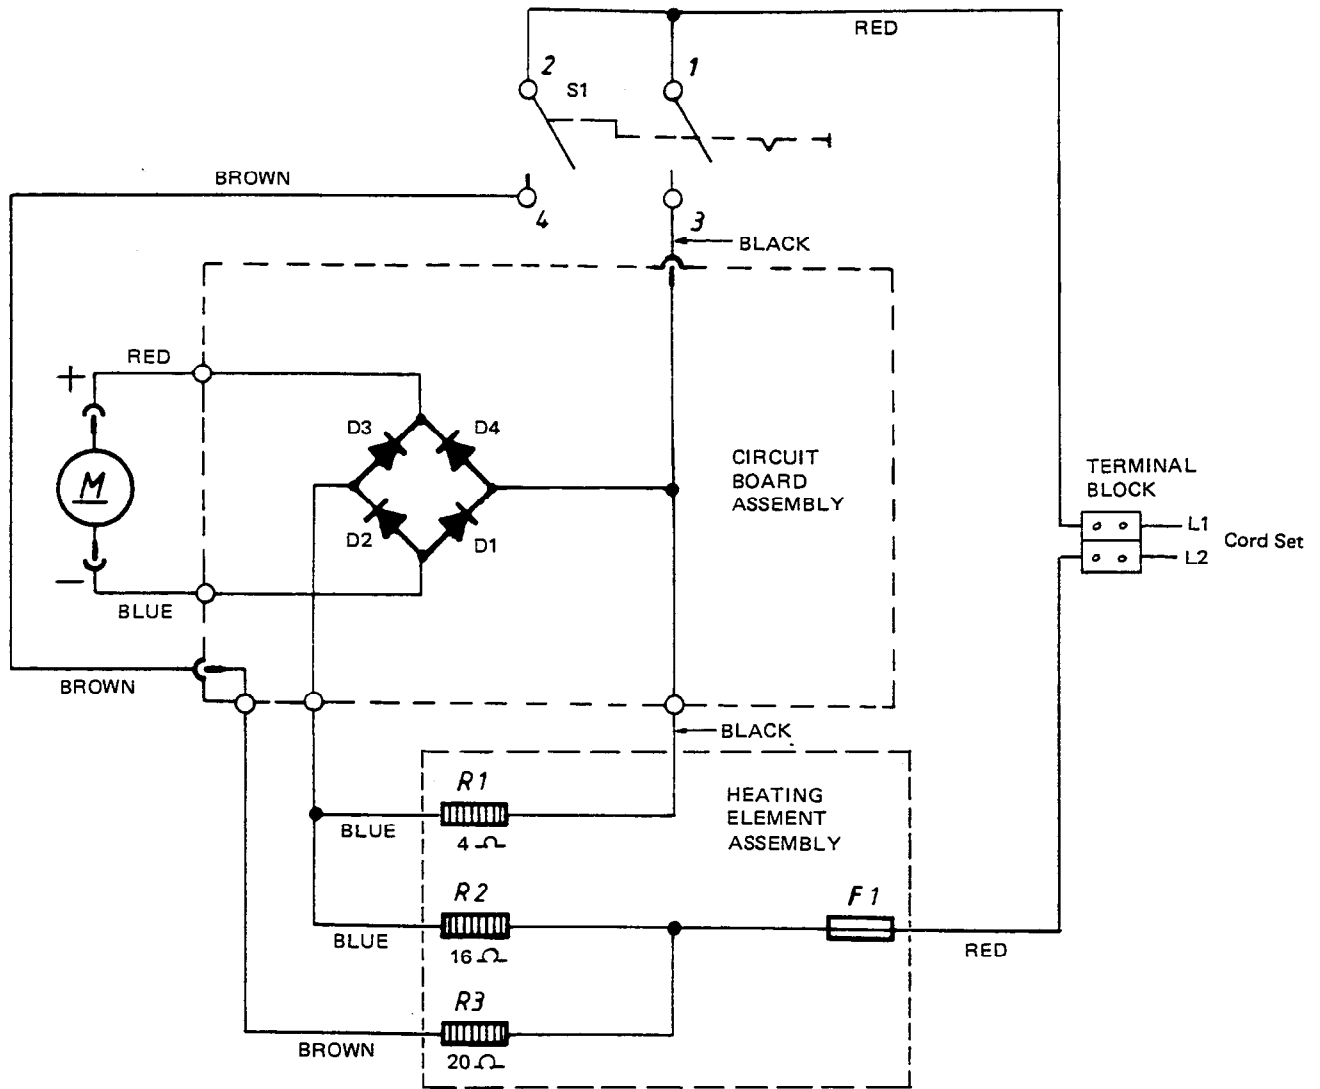 RED
2
1
S1
BROWN
4
3
BLACK
RED
+
D3
D4
CIRCUIT
BOARD
ASSEMBLY
M
TERMINAL
BLOCK
L1
L2
Cord Set
D2
D1
−
BLUE
BROWN
BLACK
R1
HEATING
ELEMENT
ASSEMBLY
BLUE
4 Ω
R2
F1
BLUE
16 Ω
RED
R3
BROWN
20 Ω